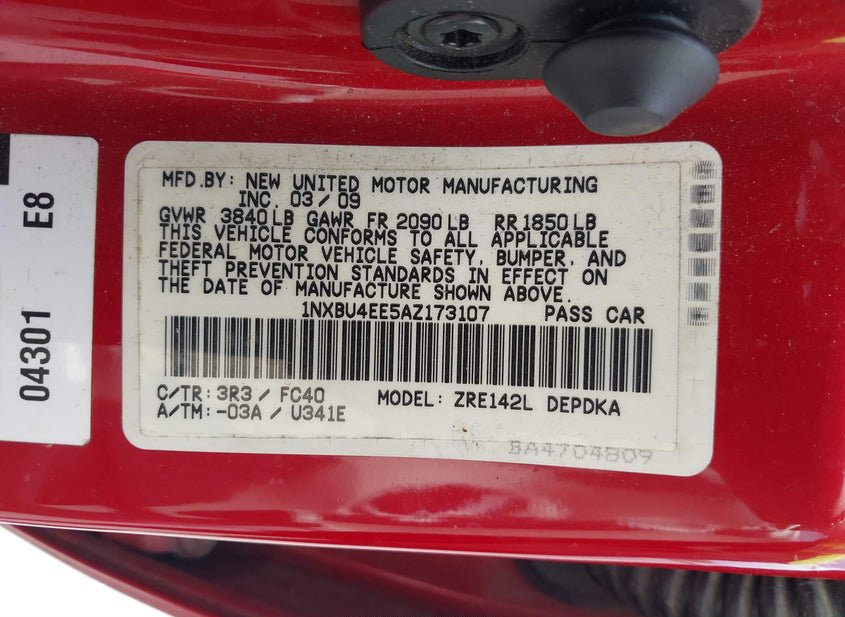 MFD.BY: NEW UNITED MOTOR MANUFACTURING
INC. 03/09
GVWR 3840LB GAWR FR 2090LB RR1850LB
THIS VEHICLE CONFORMS TO ALL APPLICABLE
FEDERAL MOTOR VEHICLE SAFETY, BUMPER, AND
THEFT PREVENTION STANDARDS IN EFFECT ON
THE DATE OF MANUFACTURE SHOWN ABOVE.
1NXBU4EE5AZ173107 PASS CAR
C/TR: 3R3 / FC40 MODEL: ZRE142L DEPDKA
A/TM: -03A / U341E
BA4704809
04301 E8